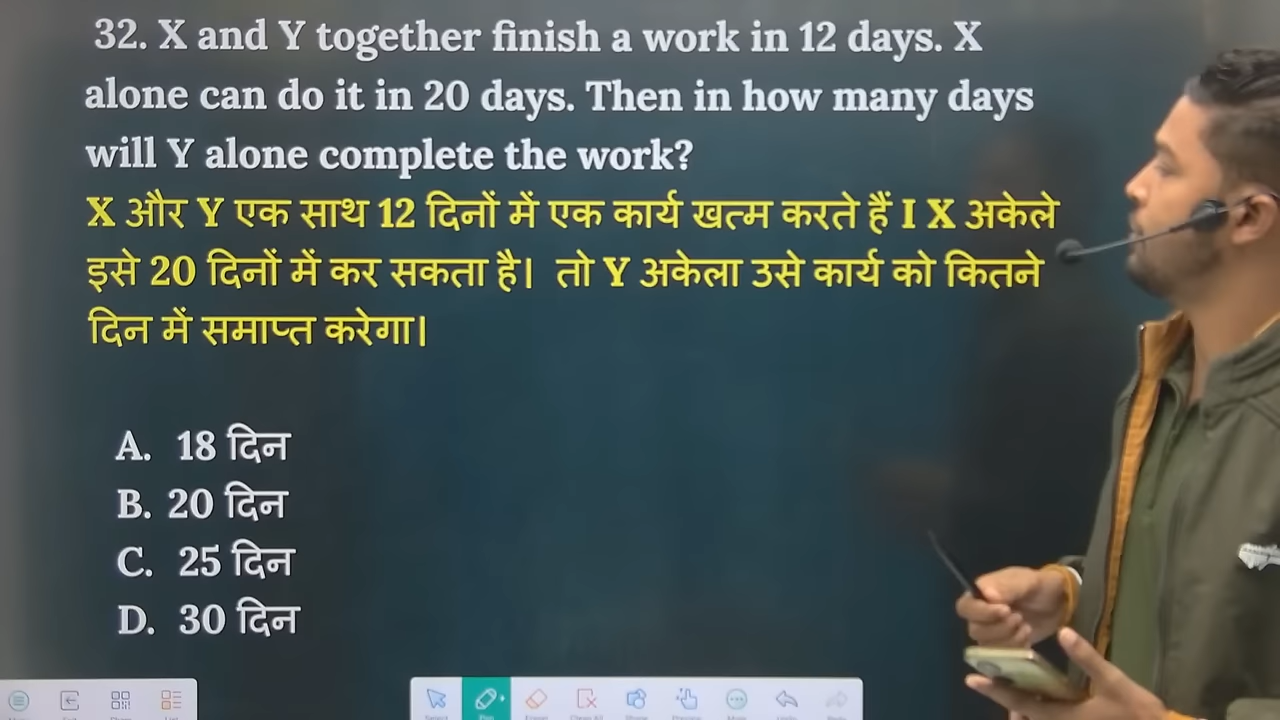 32. X and Y together finish a work in 12 days. X
alone can do it in 20 days. Then in how many days
will Y alone complete the work?
X और Y एक साथ 12 दिनों में एक कार्य खत्म करते हैं I X अकेले
इसे 20 दिनों में कर सकता है। तो Y अकेला उसे कार्य को कितने
दिन में समाप्त करेगा।
A. 18 दिन
B. 20 दिन
C. 25 दिन
D. 30 दिन